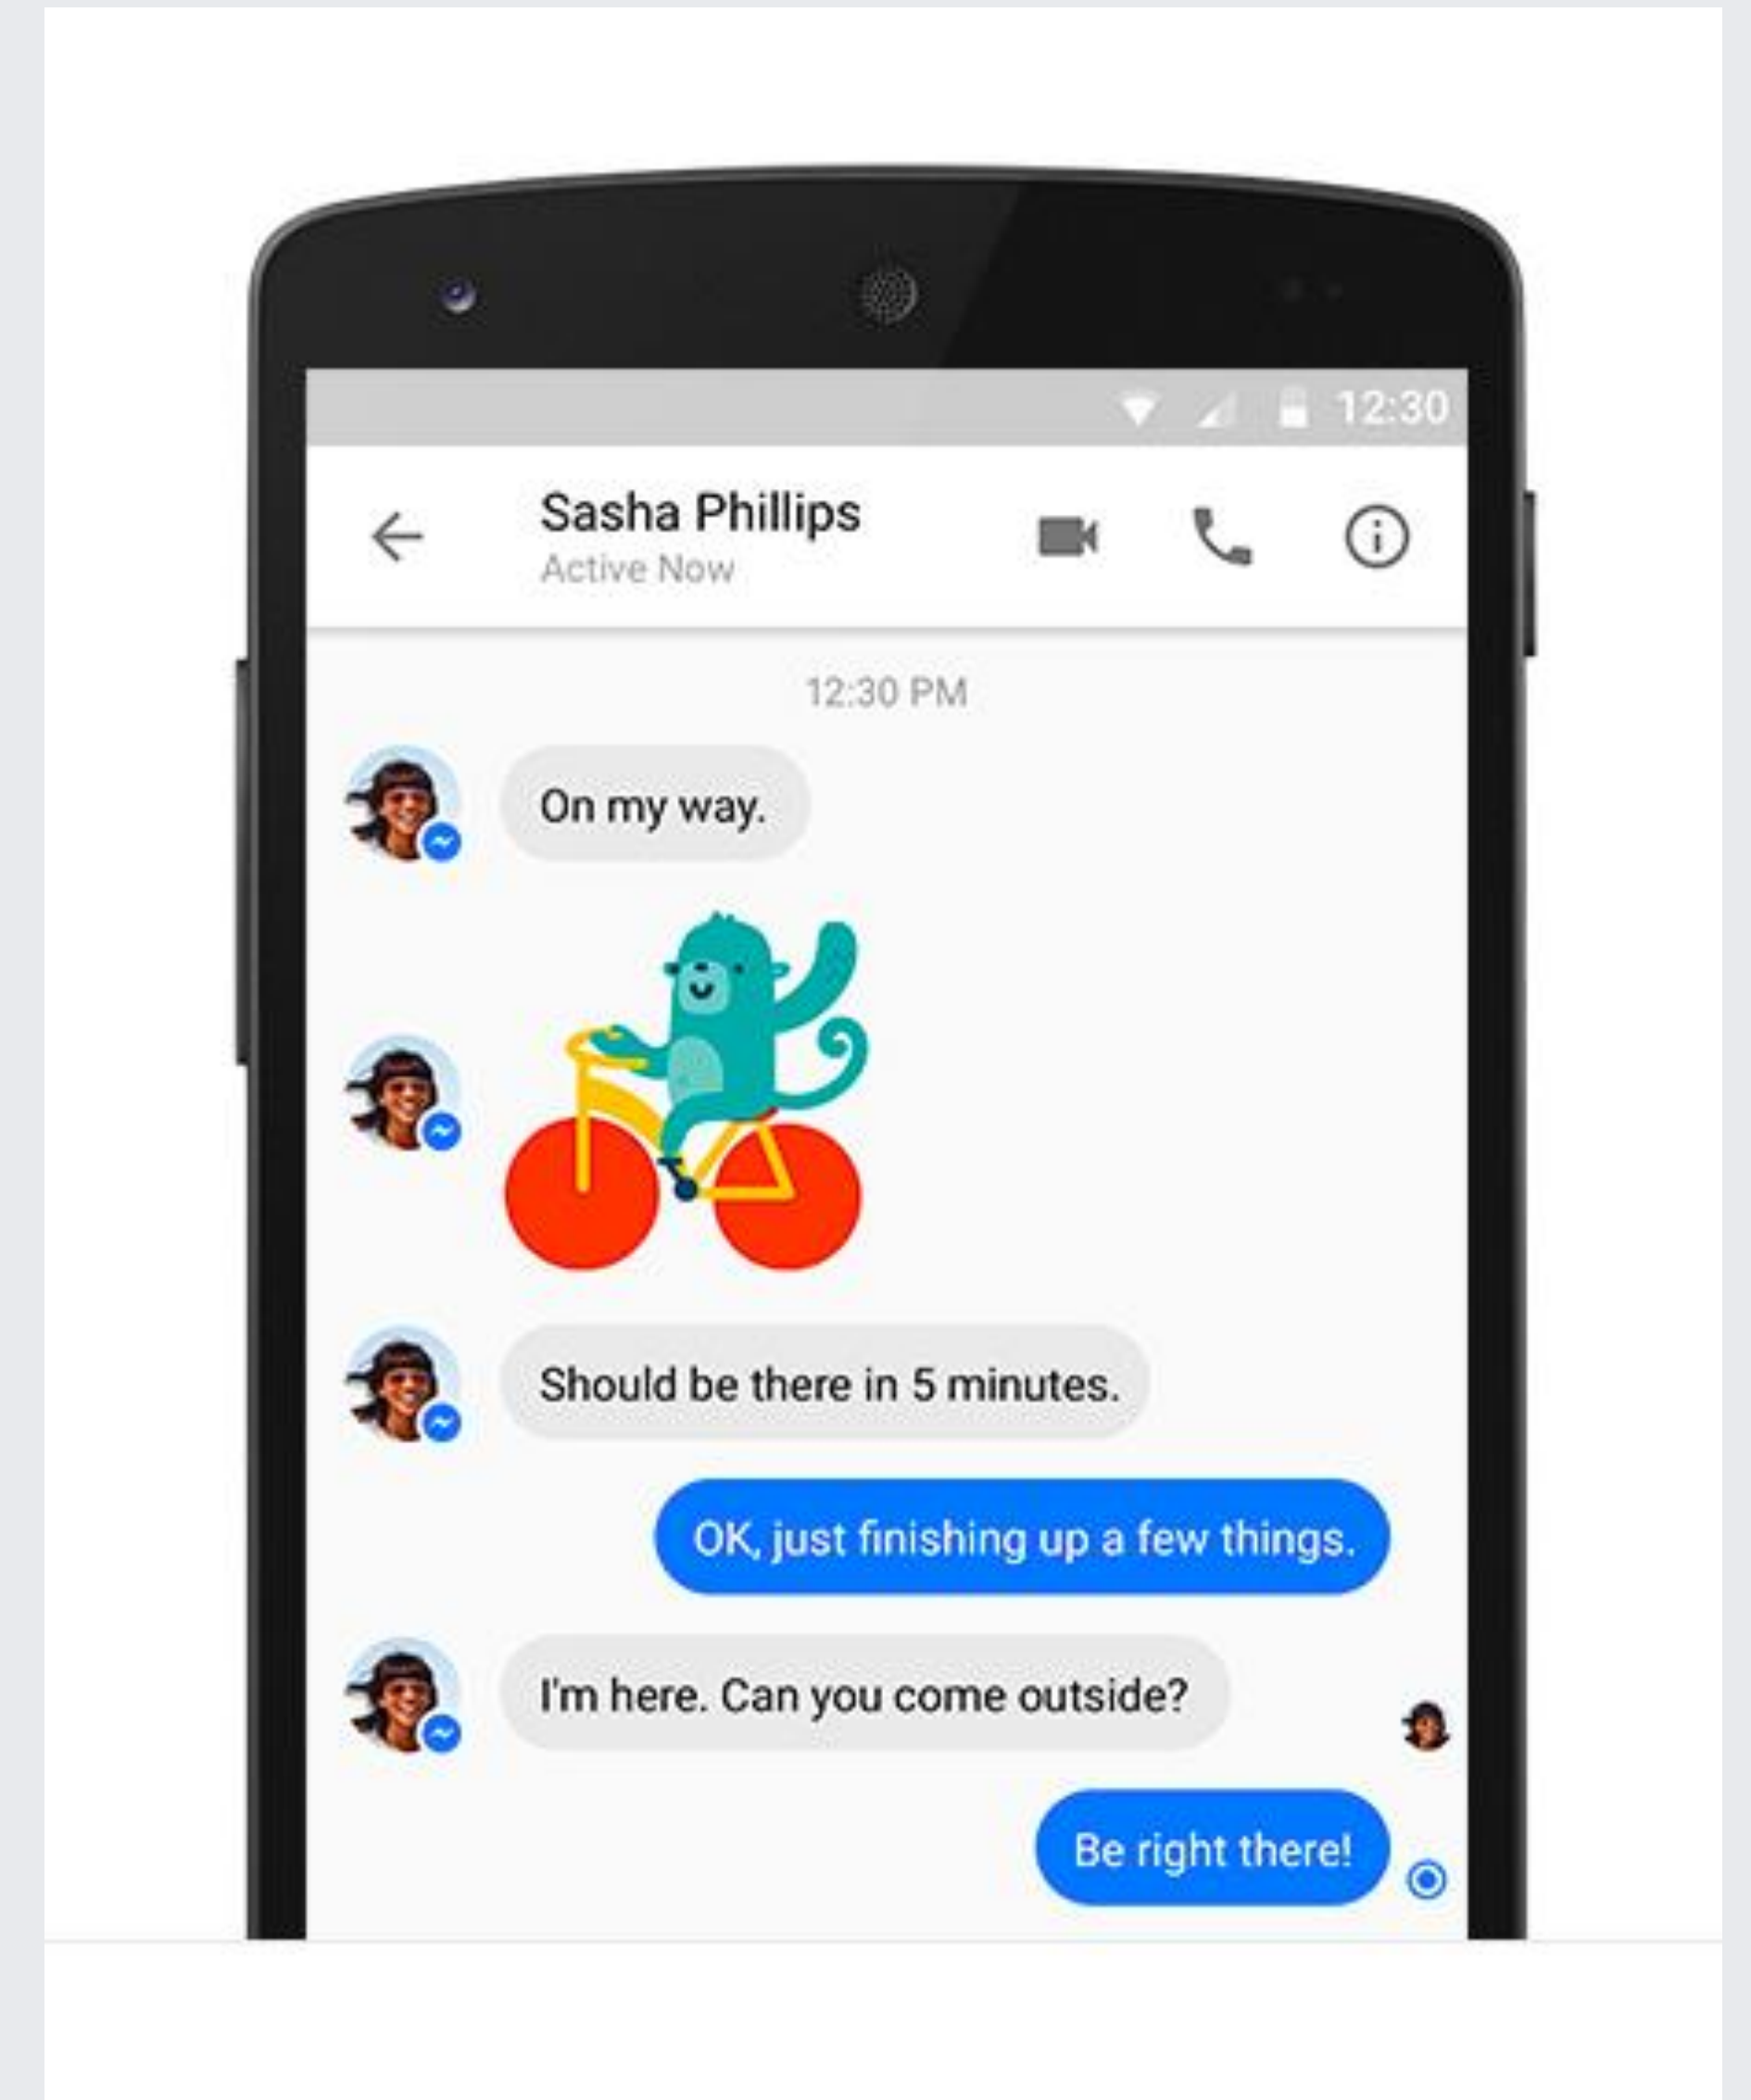 12:30
Sasha Phillips
Active Now
12:30 PM
On my way.
Should be there in 5 minutes.
OK, just finishing up a few things.
I'm here. Can you come outside?
Be right there!